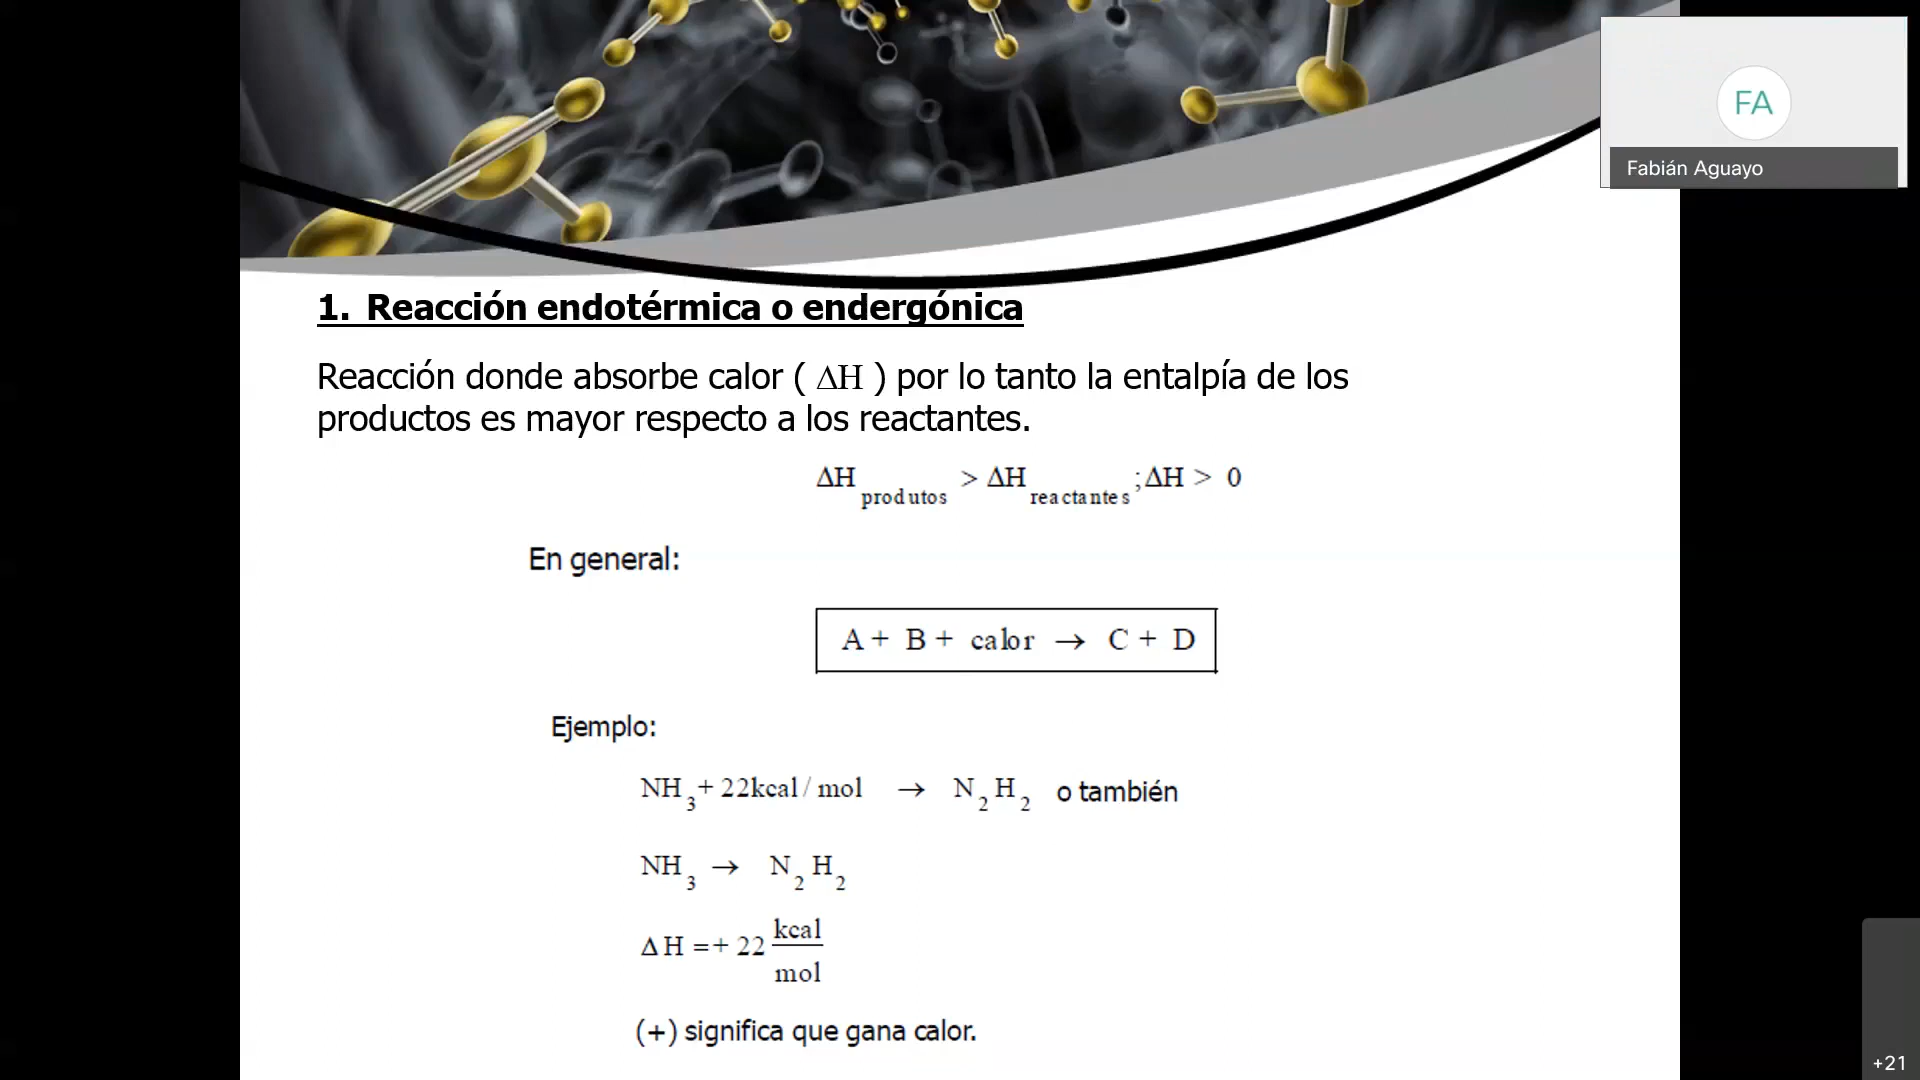 FA
Fabián Aguayo
1. Reacción endotérmica o endergónica
Reacción donde absorbe calor ( ΔH ) por lo tanto la entalpía de los
productos es mayor respecto a los reactantes.
ΔH produtos > ΔH reactantes ; ΔH > 0
En general:
A + B + calor → C + D
Ejemplo:
NH₃ + 22kcal/mol → N₂H₂ o también
NH₃ → N₂H₂
ΔH = + 22 kcal/mol
(+) significa que gana calor.
+21